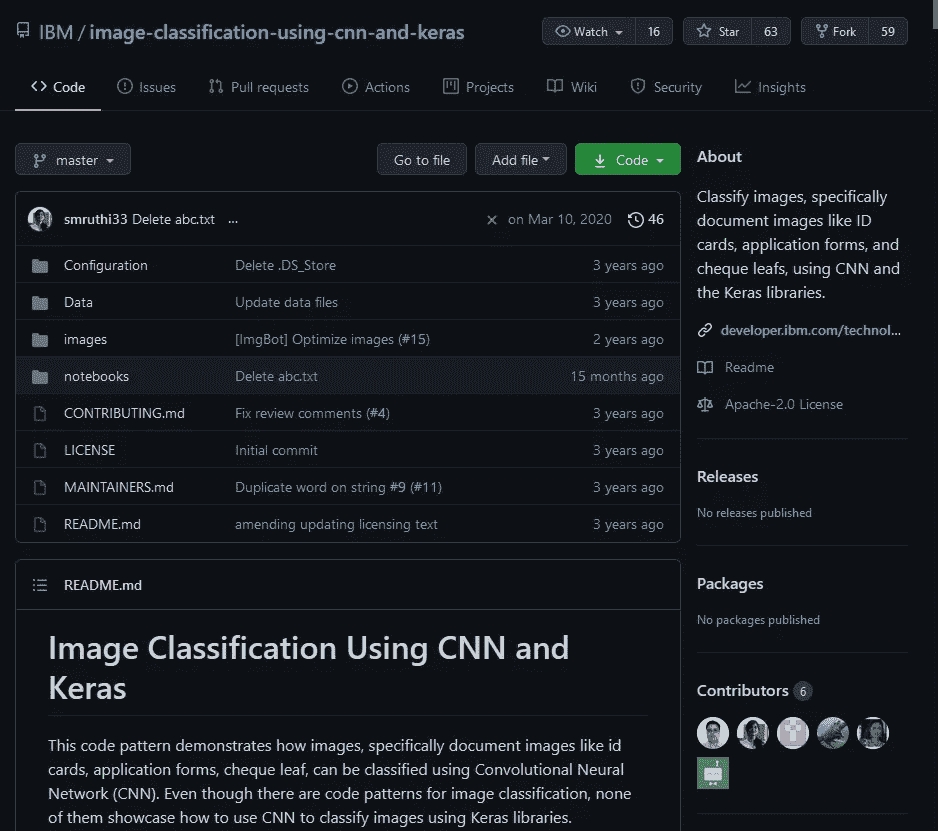 IBM / image-classification-using-cnn-and-keras
Watch 16 Star 63 Fork 59
Code Issues Pull requests Actions Projects Wiki Security Insights
master Go to file Add file Code
smruthi33 Delete abc.txt ... × on Mar 10, 2020 46
Configuration Delete .DS_Store 3 years ago
Data Update data files 3 years ago
images [ImgBot] Optimize images (#15) 2 years ago
notebooks Delete abc.txt 15 months ago
CONTRIBUTING.md Fix review comments (#4) 3 years ago
LICENSE Initial commit 3 years ago
MAINTAINERS.md Duplicate word on string #9 (#11) 3 years ago
README.md amending updating licensing text 3 years ago
README.md
Image Classification Using CNN and
Keras
This code pattern demonstrates how images, specifically document images like id
cards, application forms, cheque leaf, can be classified using Convolutional Neural
Network (CNN). Even though there are code patterns for image classification, none
of them showcase how to use CNN to classify images using Keras libraries.
About
Classify images, specifically
document images like ID
cards, application forms, and
cheque leafs, using CNN and
the Keras libraries.
developer.ibm.com/technol...
Readme
Apache-2.0 License
Releases
No releases published
Packages
No packages published
Contributors 6